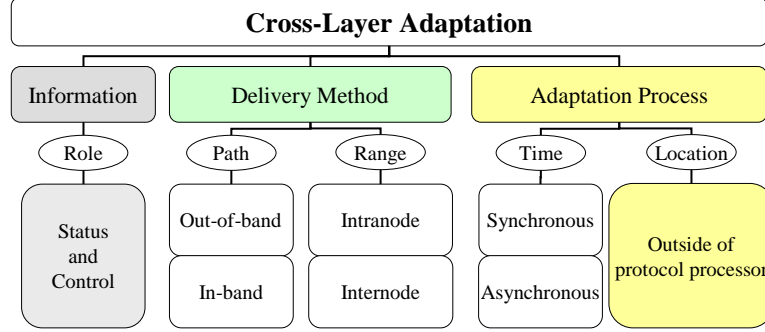 Cross-Layer Adaptation
Information Delivery Method Adaptation Process
Role Path Range Time Location
Status
and
Control
Out-of-band Intranode Synchronous
In-band Internode Asynchronous
Outside of
protocol processor